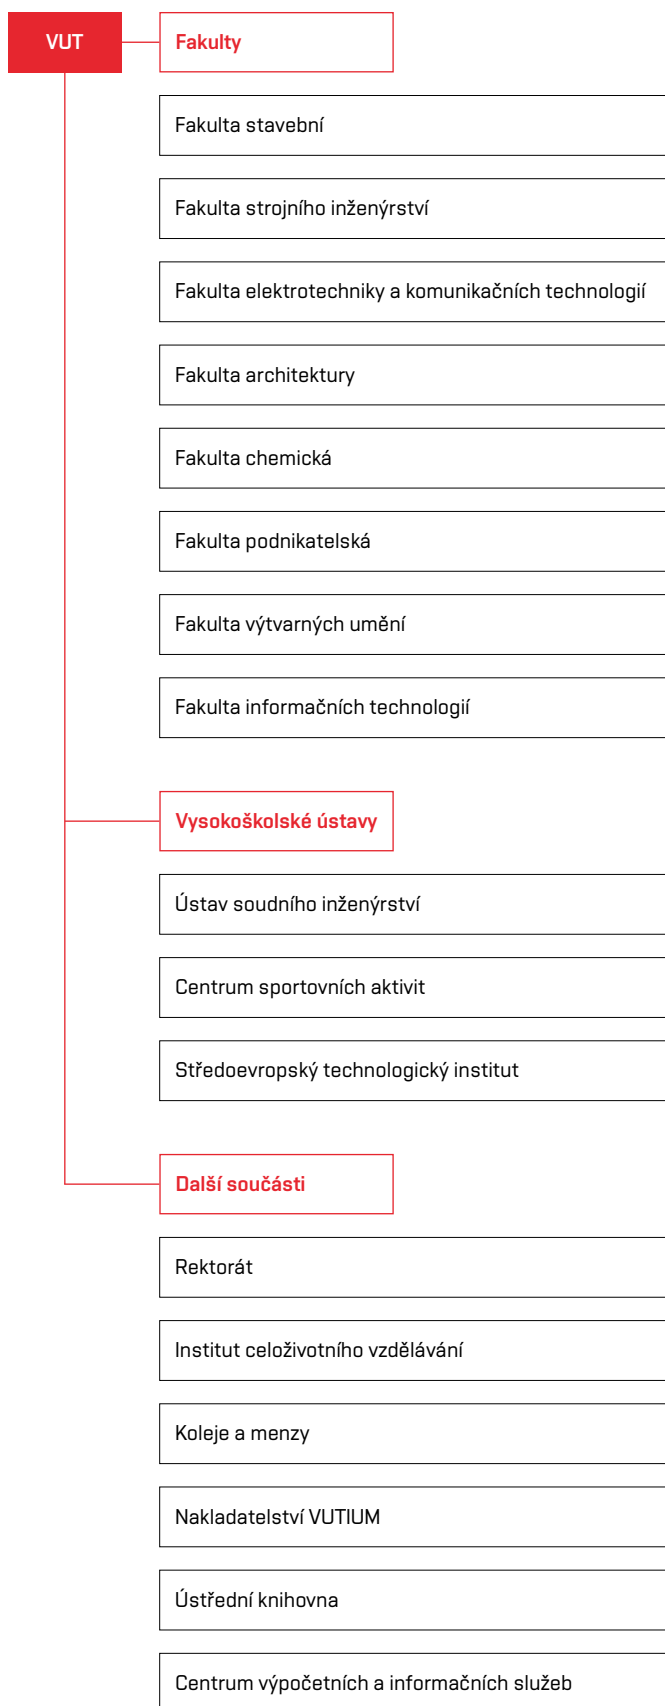 VUT
Fakulty
Fakulta stavební
Fakulta strojního inženýrství
Fakulta elektrotechniky a komunikačních technologií
Fakulta architektury
Fakulta chemická
Fakulta podnikatelská
Fakulta výtvarných umění
Fakulta informačních technologií
Vysokoškolské ústavy
Ústav soudního inženýrství
Centrum sportovních aktivit
Středoevropský technologický institut
Další součásti
Rektorát
Institut celoživotního vzdělávání
Koleje a menzy
Nakladatelství VUTIUM
Ústřední knihovna
Centrum výpočetních a informačních služeb